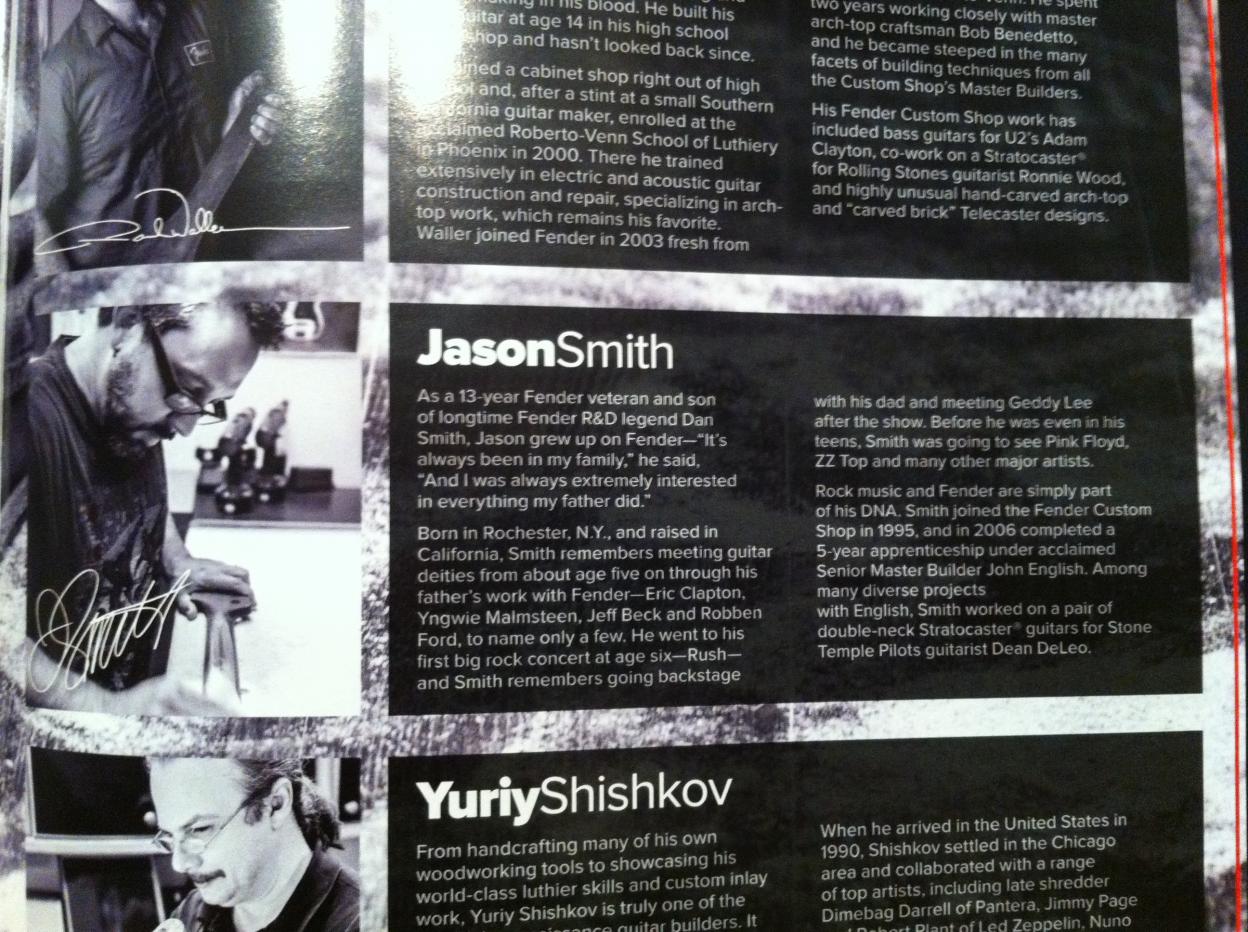 in his blood. He built his
guitar at age 14 in his high school
shop and hasn't looked back since.
a cabinet shop right out of high
and, after a stint at a small Southern
guitar maker, enrolled at the
Roberto-Venn School of Luthiery
in Phoenix in 2000. There he trained
extensively in electric and acoustic guitar
construction and repair, specializing in arch-
top work, which remains his favorite.
Waller joined Fender in 2003 fresh from
He spent
two years working closely with master
arch-top craftsman Bob Benedetto,
and he became steeped in the many
facets of building techniques from all
the Custom Shop's Master Builders.
His Fender Custom Shop work has
included bass guitars for U2's Adam
Clayton, co-work on a Stratocaster®
for Rolling Stones guitarist Ronnie Wood,
and highly unusual hand-carved arch-top
and "carved brick" Telecaster designs.
JasonSmith
As a 13-year Fender veteran and son
of longtime Fender R&D legend Dan
Smith, Jason grew up on Fender—"It's
always been in my family," he said,
"And I was always extremely interested
in everything my father did."
Born in Rochester, N.Y., and raised in
California, Smith remembers meeting guitar
deities from about age five on through his
father's work with Fender—Eric Clapton,
Yngwie Malmsteen, Jeff Beck and Robben
Ford, to name only a few. He went to his
first big rock concert at age six—Rush—
and Smith remembers going backstage
with his dad and meeting Geddy Lee
after the show. Before he was even in his
teens, Smith was going to see Pink Floyd,
ZZ Top and many other major artists.
Rock music and Fender are simply part
of his DNA. Smith joined the Fender Custom
Shop in 1995, and in 2006 completed a
5-year apprenticeship under acclaimed
Senior Master Builder John English. Among
many diverse projects
with English, Smith worked on a pair of
double-neck Stratocaster® guitars for Stone
Temple Pilots guitarist Dean DeLeo.
YuriyShishkov
From handcrafting many of his own
woodworking tools to showcasing his
world-class luthier skills and custom inlay
work, Yuriy Shishkov is truly one of the
guitar builders. It
When he arrived in the United States in
1990, Shishkov settled in the Chicago
area and collaborated with a range
of top artists, including late shredder
Dimebag Darrell of Pantera, Jimmy Page
Robert Plant of Led Zeppelin, Nuno